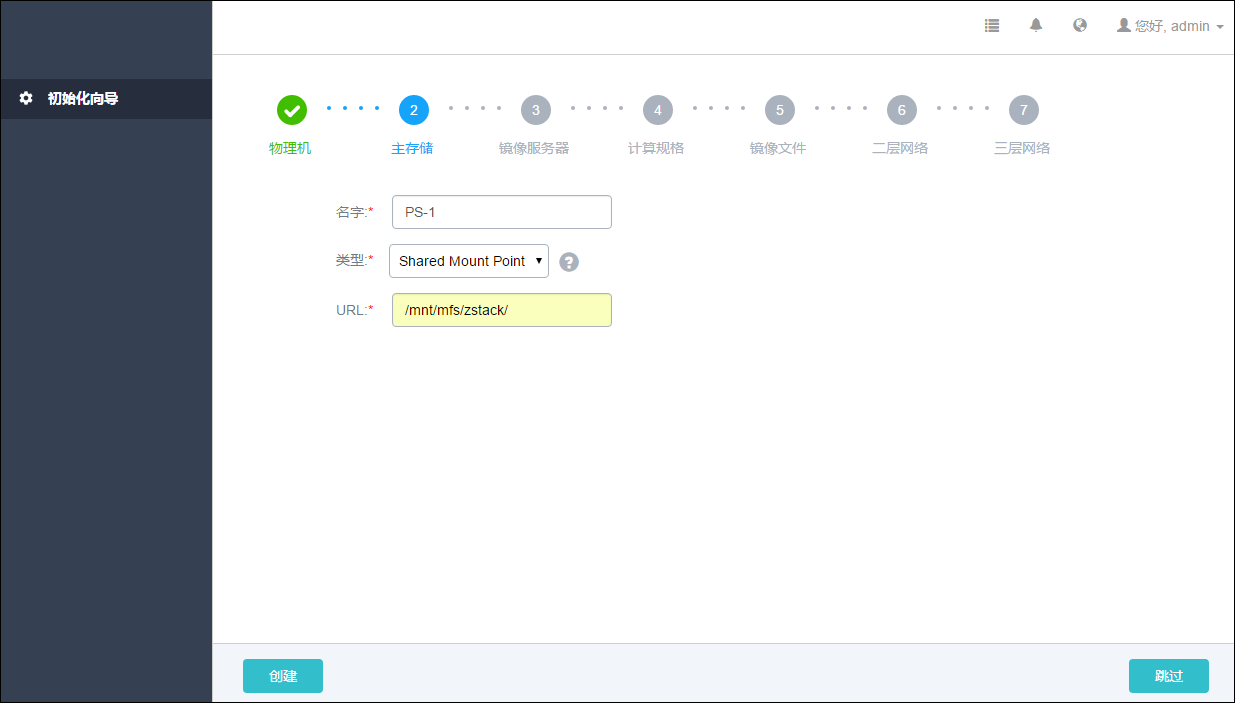 您好, admin
初始化向导
2 3 4 5 6 7
物理机 主存储 镜像服务器 计算规格 镜像文件 二层网络 三层网络
名字:* PS-1
类型:* Shared Mount Point ?
URL:* /mnt/mfs/zstack/
创建 跳过